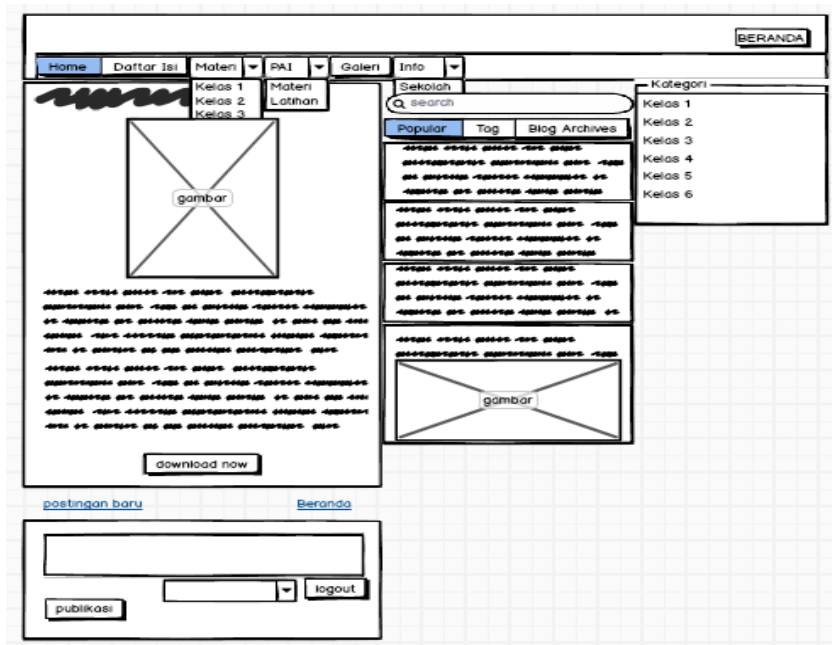 BERANDA
Home Daftar Isi Materi PAI Galeri Info
Kelas 1
Kelas 2
Kelas 3
Materi
Latihan
Sekolah
gambar
download now
postingan baru Beranda
publikasi
logout
search
Popular Tag Blog Archives
gambar
Kategori
Kelas 1
Kelas 2
Kelas 3
Kelas 4
Kelas 5
Kelas 6